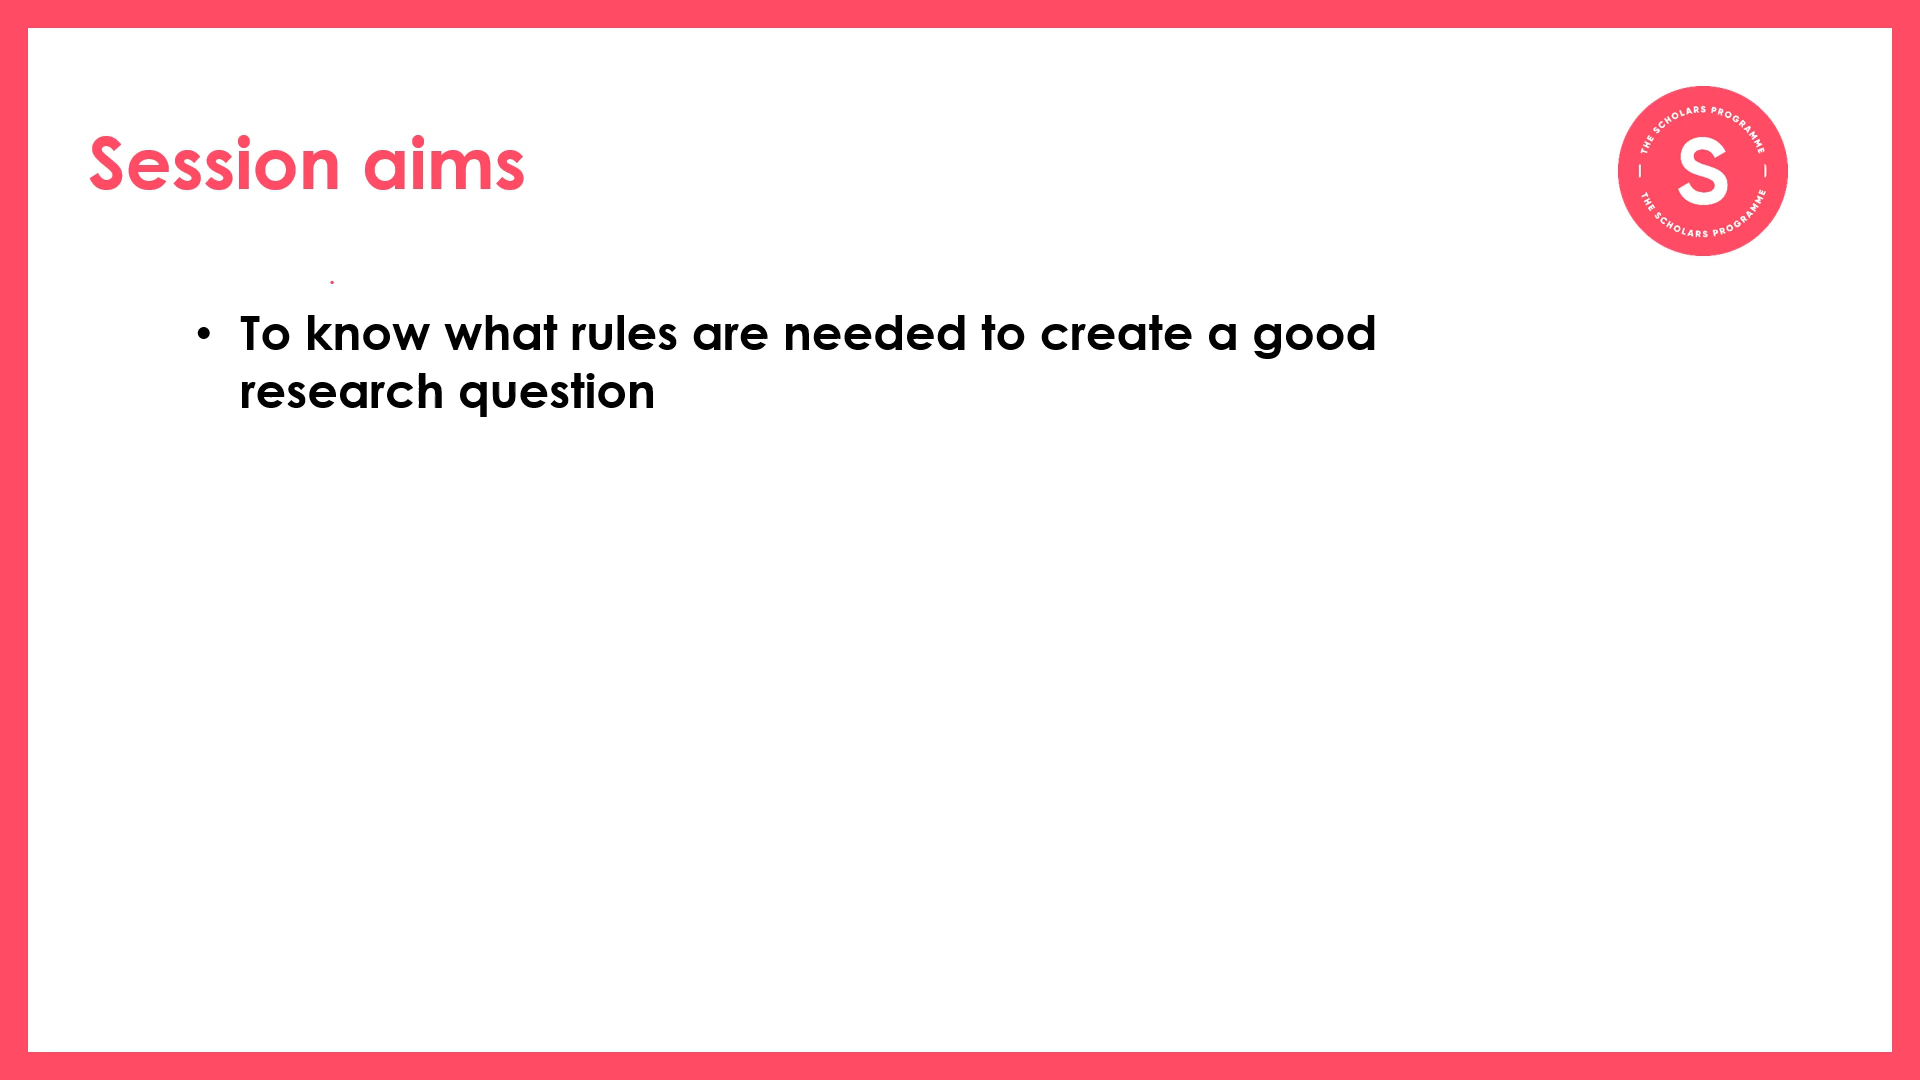 Session aims
THE SCHOLARS PROGRAMME
S
THE SCHOLARS PROGRAMME
• To know what rules are needed to create a good
research question